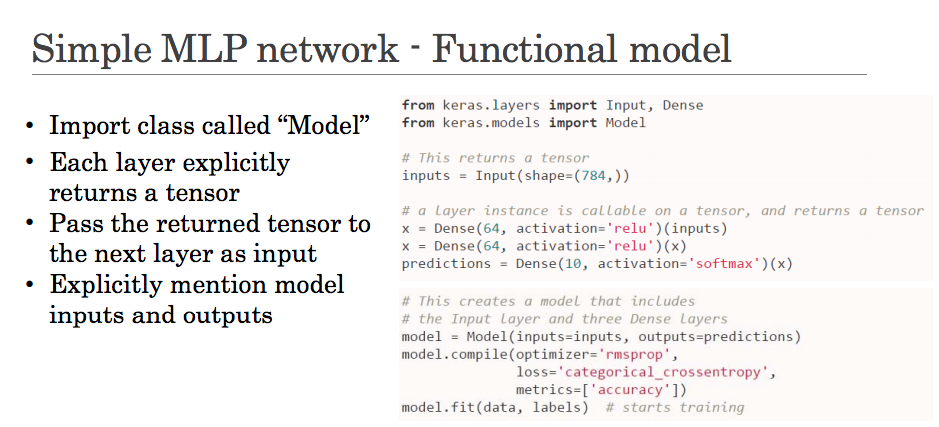 Simple MLP network - Functional model
• Import class called “Model”
• Each layer explicitly
returns a tensor
• Pass the returned tensor to
the next layer as input
• Explicitly mention model
inputs and outputs
from keras.layers import Input, Dense
from keras.models import Model
# This returns a tensor
inputs = Input(shape=(784,))
# a layer instance is callable on a tensor, and returns a tensor
x = Dense(64, activation='relu')(inputs)
x = Dense(64, activation='relu')(x)
predictions = Dense(10, activation='softmax')(x)
# This creates a model that includes
# the Input layer and three Dense layers
model = Model(inputs=inputs, outputs=predictions)
model.compile(optimizer='rmsprop',
loss='categorical_crossentropy',
metrics=['accuracy'])
model.fit(data, labels)  # starts training